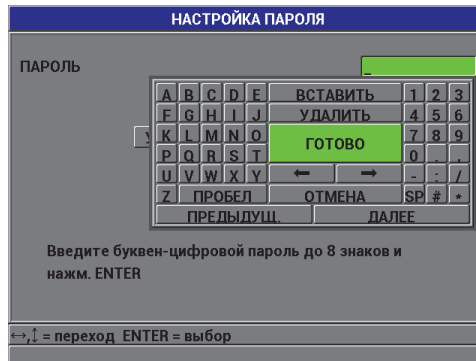 НАСТРОЙКА ПАРОЛЯ
ПАРОЛЬ
_
A B C D E ВСТАВИТЬ 1 2 3
F G H I J УДАЛИТЬ 4 5 6
K L M N O ГОТОВО 7 8 9
P Q R S T 0 . ,
U V W X Y ← → - : /
Z ПРОБЕЛ ОТМЕНА SP # *
ПРЕДЫДУЩ. ДАЛЕЕ
Введите буквен-цифровой пароль до 8 знаков и
нажм. ENTER
↔,↕ = переход ENTER = выбор